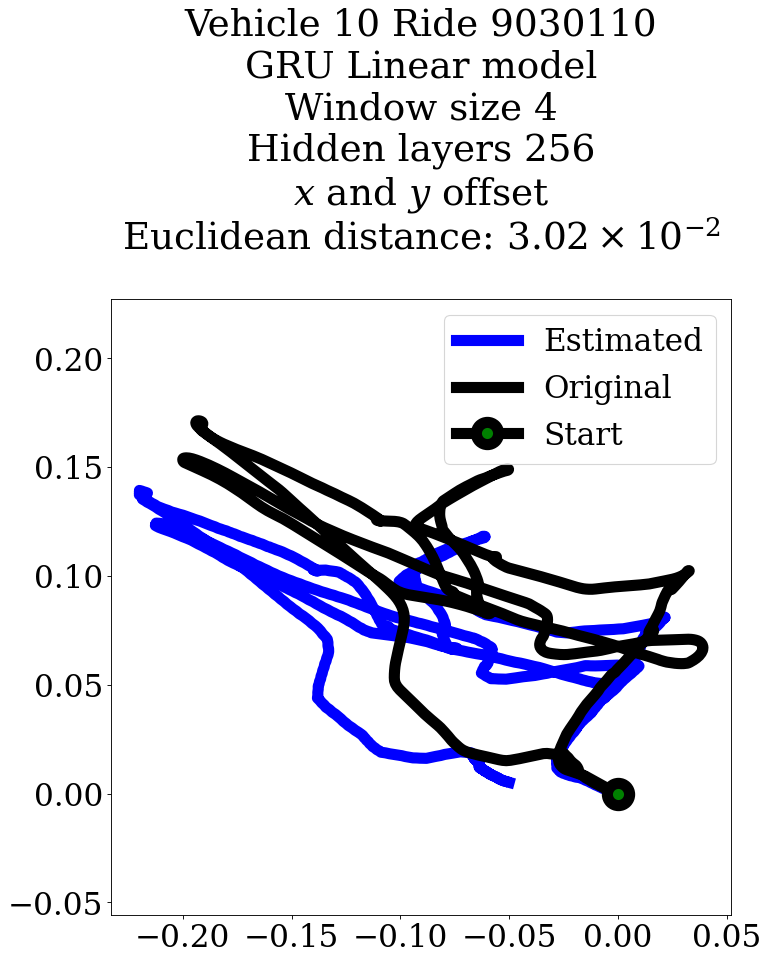 Vehicle 10 Ride 9030110
GRU Linear model
Window size 4
Hidden layers 256
x and y offset
Euclidean distance: 3.02 × 10⁻²
Estimated
Original
Start
0.20
0.15
0.10
0.05
0.00
−0.05
−0.20 −0.15 −0.10 −0.05 0.00 0.05